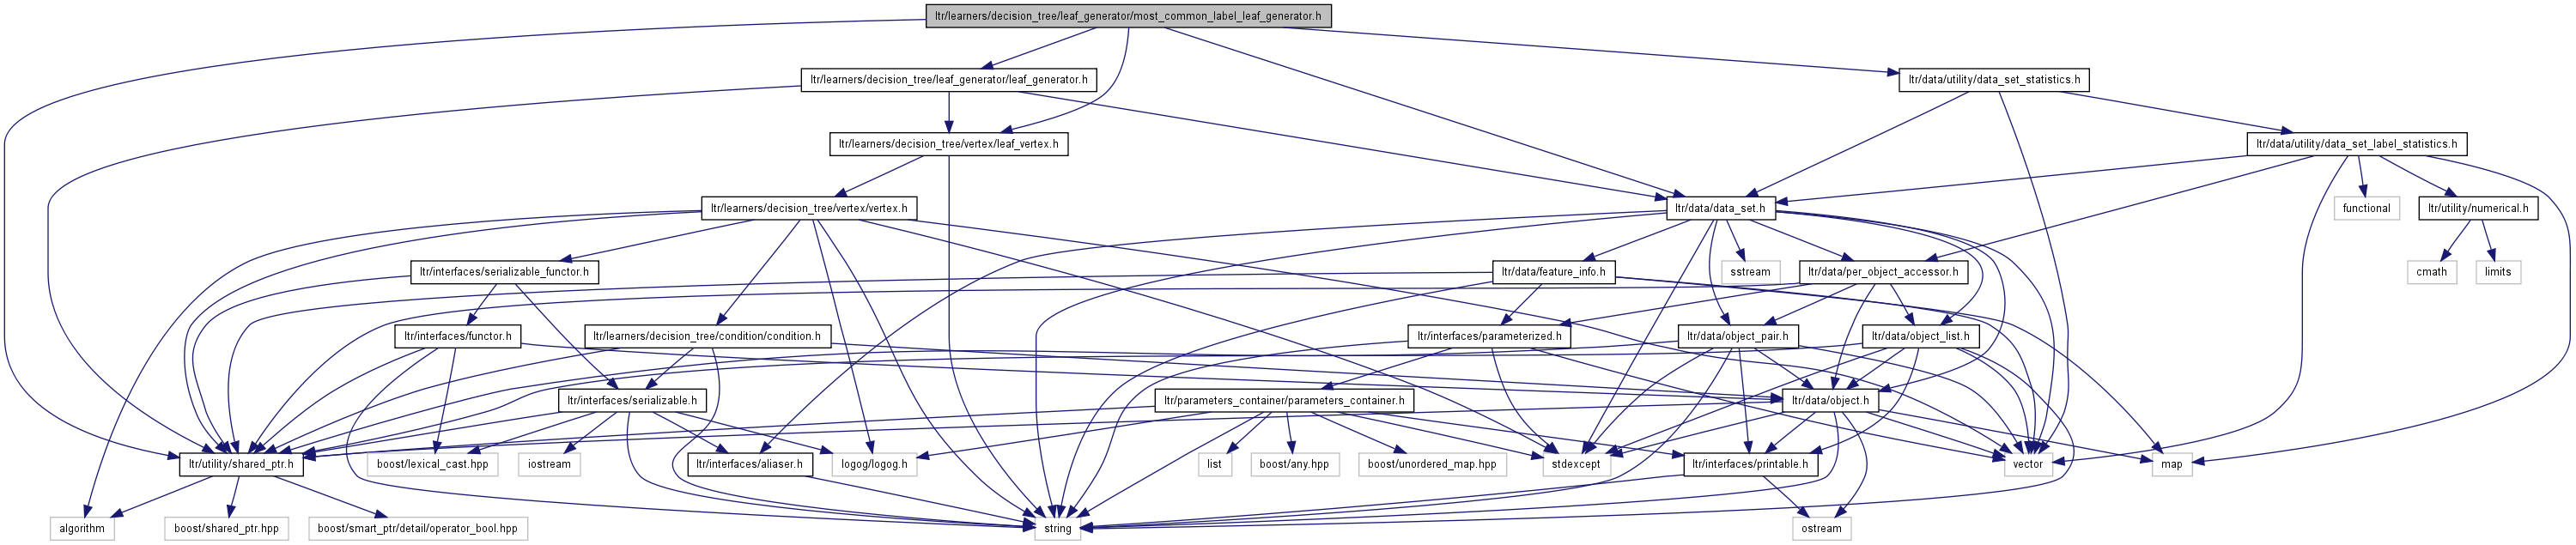 ltr/learners/decision_tree/leaf_generator/most_common_label_leaf_generator.h
ltr/learners/decision_tree/leaf_generator/leaf_generator.h
ltr/data/utility/data_set_statistics.h
ltr/learners/decision_tree/vertex/leaf_vertex.h
ltr/data/utility/data_set_label_statistics.h
ltr/learners/decision_tree/vertex/vertex.h
ltr/data/data_set.h
functional
ltr/utility/numerical.h
ltr/interfaces/serializable_functor.h
ltr/data/feature_info.h
sstream
ltr/data/per_object_accessor.h
cmath
limits
ltr/interfaces/functor.h
ltr/learners/decision_tree/condition/condition.h
ltr/interfaces/parameterized.h
ltr/data/object_pair.h
ltr/data/object_list.h
ltr/interfaces/serializable.h
ltr/parameters_container/parameters_container.h
ltr/data/object.h
ltr/utility/shared_ptr.h
boost/lexical_cast.hpp
iostream
ltr/interfaces/aliaser.h
logog/logog.h
list
boost/any.hpp
boost/unordered_map.hpp
stdexcept
ltr/interfaces/printable.h
vector
map
algorithm
boost/shared_ptr.hpp
boost/smart_ptr/detail/operator_bool.hpp
string
ostream